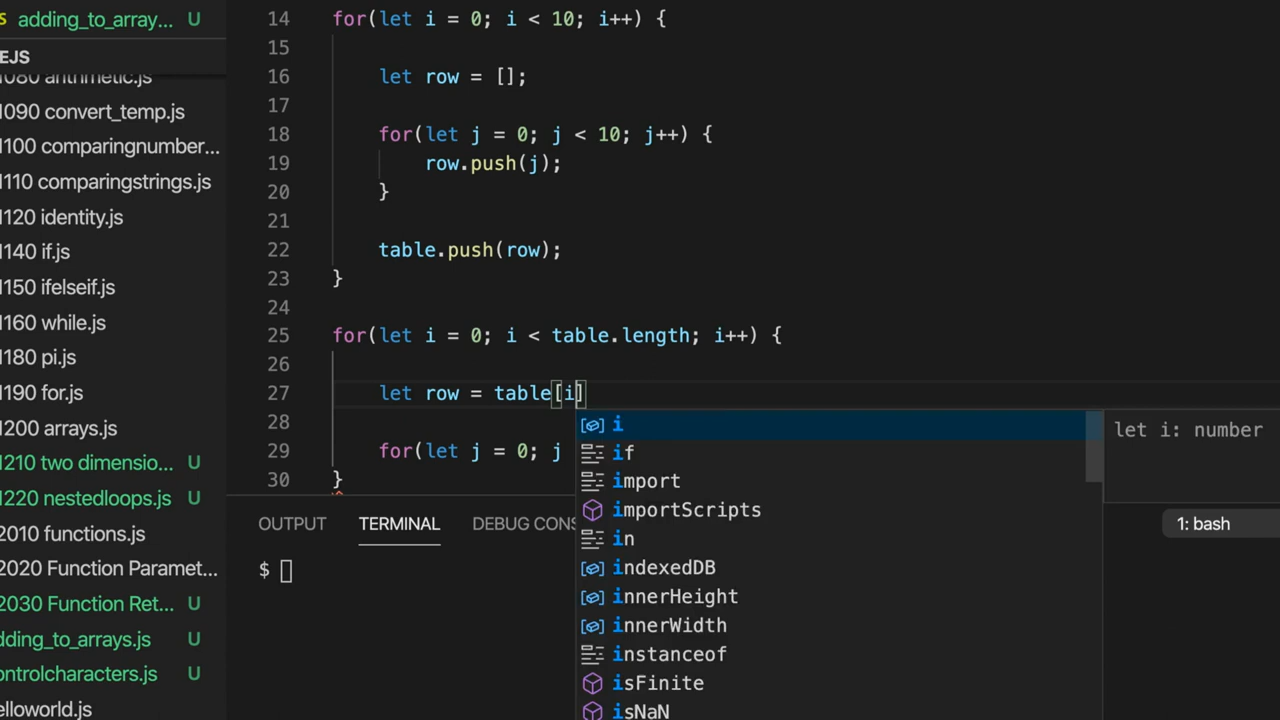 adding_to_array... U
EJS
1080 arithmetic.js
1090 convert_temp.js
1100 comparingnumber...
1110 comparingstrings.js
1120 identity.js
1140 if.js
1150 ifelseif.js
1160 while.js
1180 pi.js
1190 for.js
1200 arrays.js
1210 two dimensio... U
1220 nestedloops.js U
2010 functions.js
2020 Function Paramet...
2030 Function Ret... U
dding_to_arrays.js U
ontrolcharacters.js U
elloworld.js
14 for(let i = 0; i < 10; i++) {
15
16 let row = [];
17
18 for(let j = 0; j < 10; j++) {
19 row.push(j);
20 }
21
22 table.push(row);
23 }
24
25 for(let i = 0; i < table.length; i++) {
26
27 let row = table[i]
28
29 for(let j = 0; j
30 }
i
if
import
importScripts
in
indexedDB
innerHeight
innerWidth
instanceof
isFinite
isNaN
let i: number
OUTPUT TERMINAL DEBUG CONS
1: bash
$